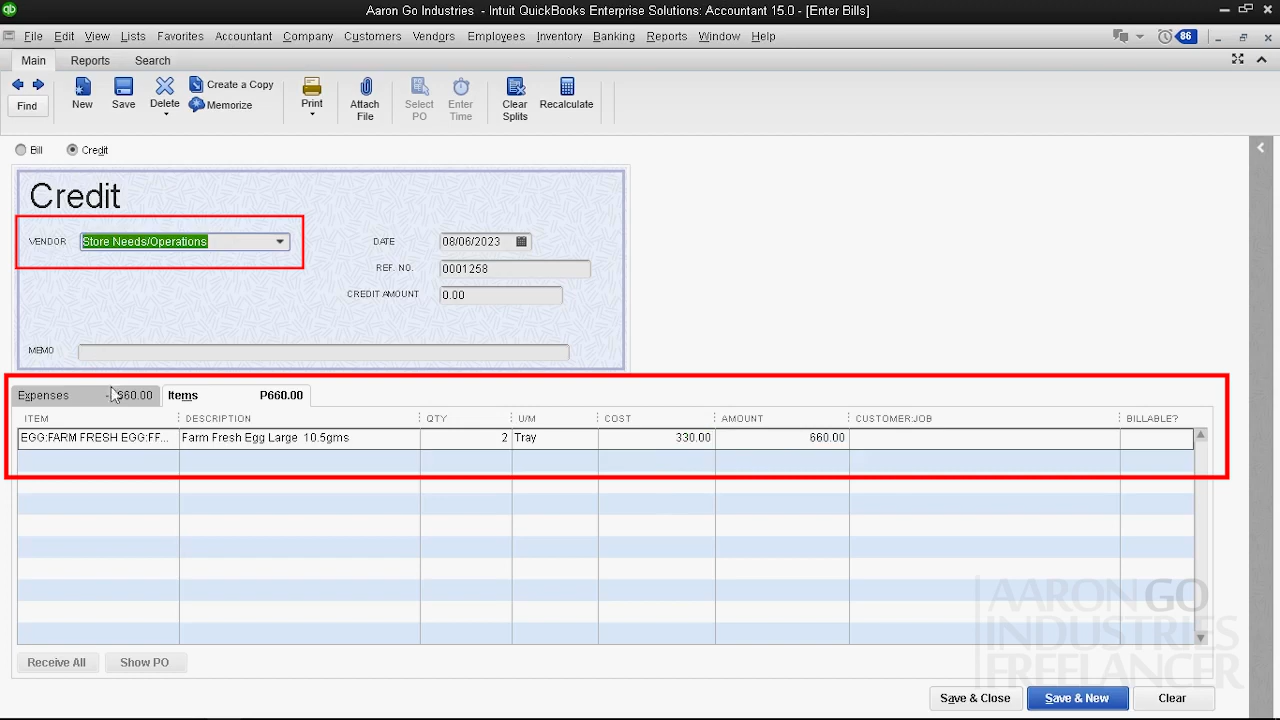 qb Aaron Go Industries - Intuit QuickBooks Enterprise Solutions: Accountant 15.0 - [Enter Bills]
File Edit View Lists Favorites Accountant Company Customers Vendors Employees Inventory Banking Reports Window Help 86
Main Reports Search
Find New Save Delete Create a Copy Memorize Print Attach File Select PO Enter Time Clear Splits Recalculate
Bill Credit
Credit
VENDOR Store Needs/Operations DATE 08/06/2023
REF. NO. 0001258
CREDIT AMOUNT 0.00
MEMO
Expenses 660.00 Items P660.00
ITEM DESCRIPTION QTY U/M COST AMOUNT CUSTOMER:JOB BILLABLE?
EGG:FARM FRESH EGG:FF... Farm Fresh Egg Large 10.5gms 2 Tray 330.00 660.00
AARON GO
INDUSTRIES
FREELANCER
Receive All Show PO
Save & Close Save & New Clear